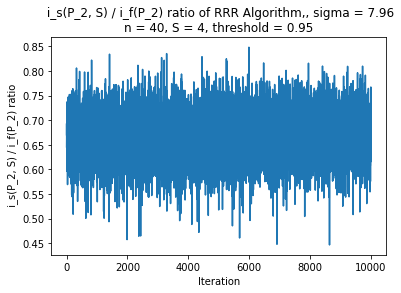 i_s(P_2, S) / i_f(P_2) ratio of RRR Algorithm,, sigma = 7.96
n = 40, S = 4, threshold = 0.95
i_s(P_2, S) / i_f(P_2) ratio
0.85
0.80
0.75
0.70
0.65
0.60
0.55
0.50
0.45
0 2000 4000 6000 8000 10000
Iteration